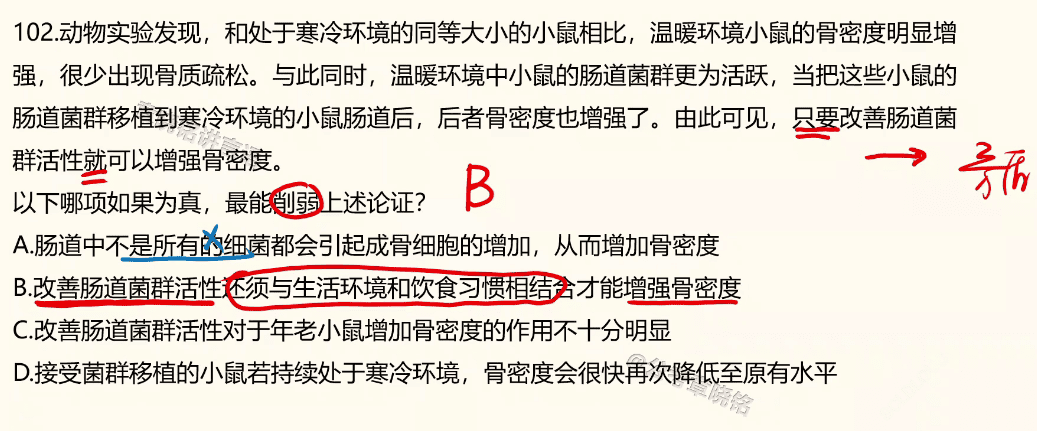 102.动物实验发现，和处于寒冷环境的同等大小的小鼠相比，温暖环境小鼠的骨密度明显增
强，很少出现骨质疏松。与此同时，温暖环境中小鼠的肠道菌群更为活跃，当把这些小鼠的
肠道菌群移植到寒冷环境的小鼠肠道后，后者骨密度也增强了。由此可见，只要改善肠道菌
群活性就可以增强骨密度。
矛盾
以下哪项如果为真，最能削弱上述论证？
B
A.肠道中不是所有的细菌都会引起成骨细胞的增加，从而增加骨密度
B.改善肠道菌群活性还须与生活环境和饮食习惯相结合才能增强骨密度
C.改善肠道菌群活性对于年老小鼠增加骨密度的作用不十分明显
D.接受菌群移植的小鼠若持续处于寒冷环境，骨密度会很快再次降低至原有水平